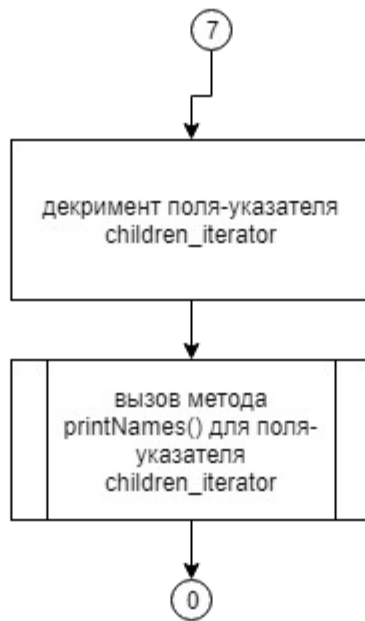 7
декримент поля-указателя
children_iterator
вызов метода
printNames() для поля-
указателя
children_iterator
0